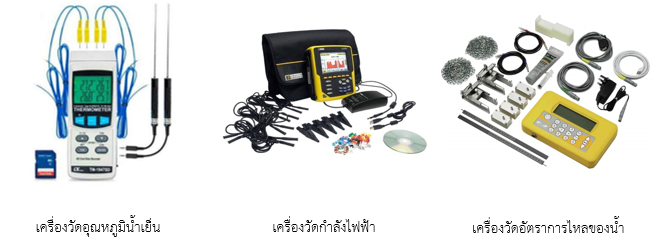 THERMOMETER
เครื่องวัดอุณหภูมิน้ำเย็น
เครื่องวัดกำลังไฟฟ้า
เครื่องวัดอัตราการไหลของน้ำ